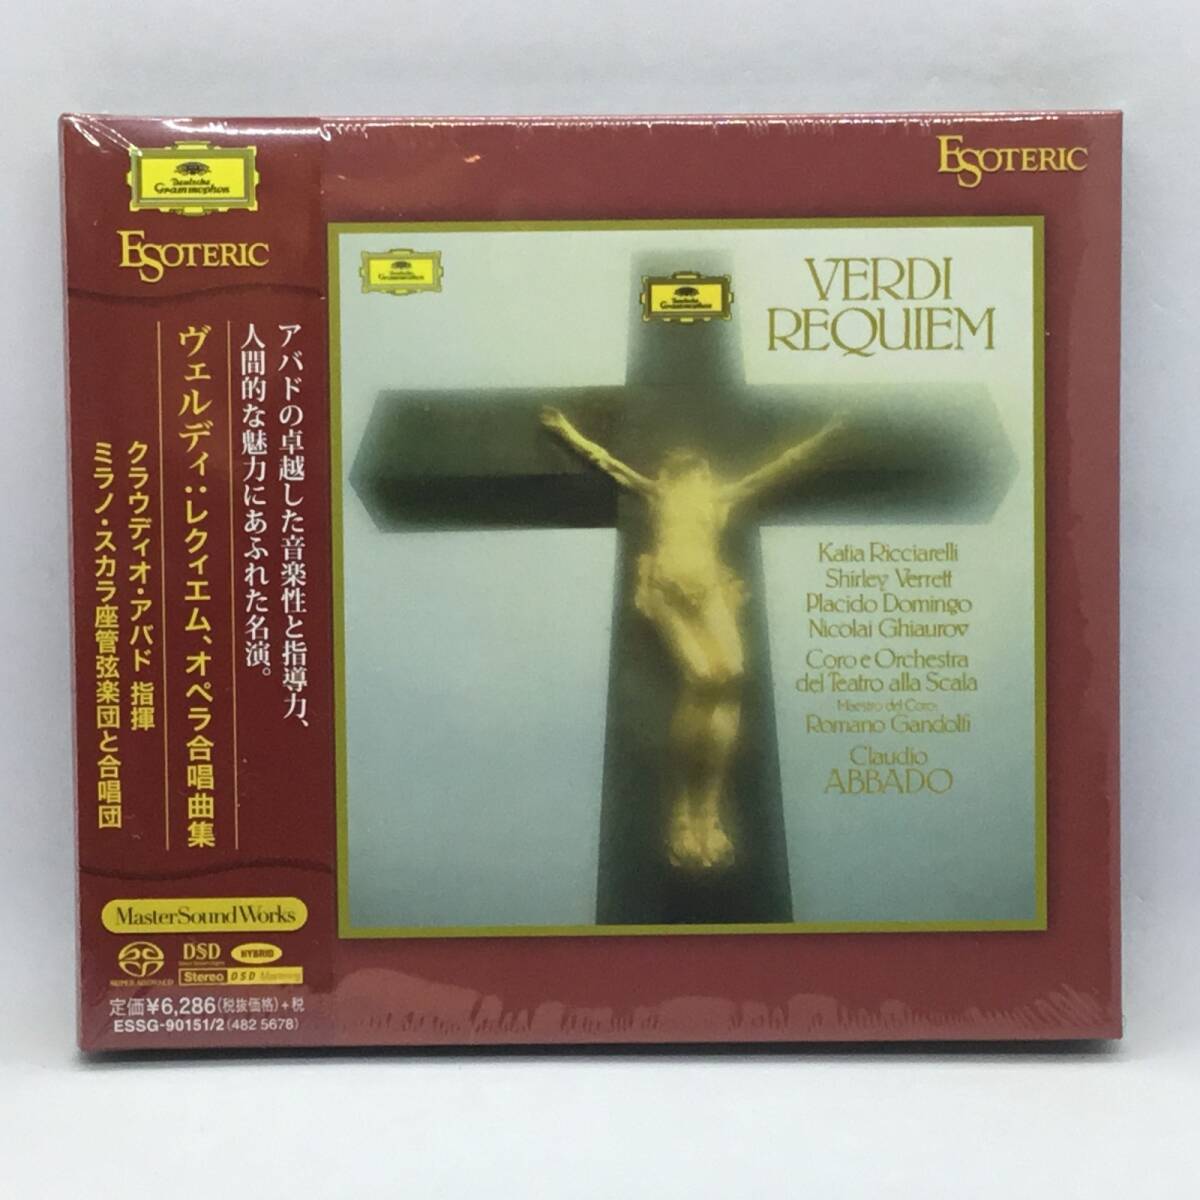 Deutsche
Grammophon
ESOTERIC
アバドの卓越した音楽性と指導力、
人間的な魅力にあふれた名演。
ヴェルディ：レクィエム、オペラ合唱曲集
クラウディオ・アバド 指揮
ミラノ・スカラ座管弦楽団と合唱団
MasterSoundWorks
SUPER AUDIO CD
DSD
HYBRID
Stereo DSD Mastering
定価¥6,286(税抜価格)+税
ESSG-90151/2 (482 5678)
ESOTERIC
Deutsche
Grammophon
Deutsche
Grammophon
VERDI
REQUIEM
Katia Ricciarelli
Shirley Verrett
Placido Domingo
Nicolai Ghiaurov
Coro e Orchestra
del Teatro alla Scala
Maestro del Coro:
Romano Gandolfi
Claudio
ABBADO